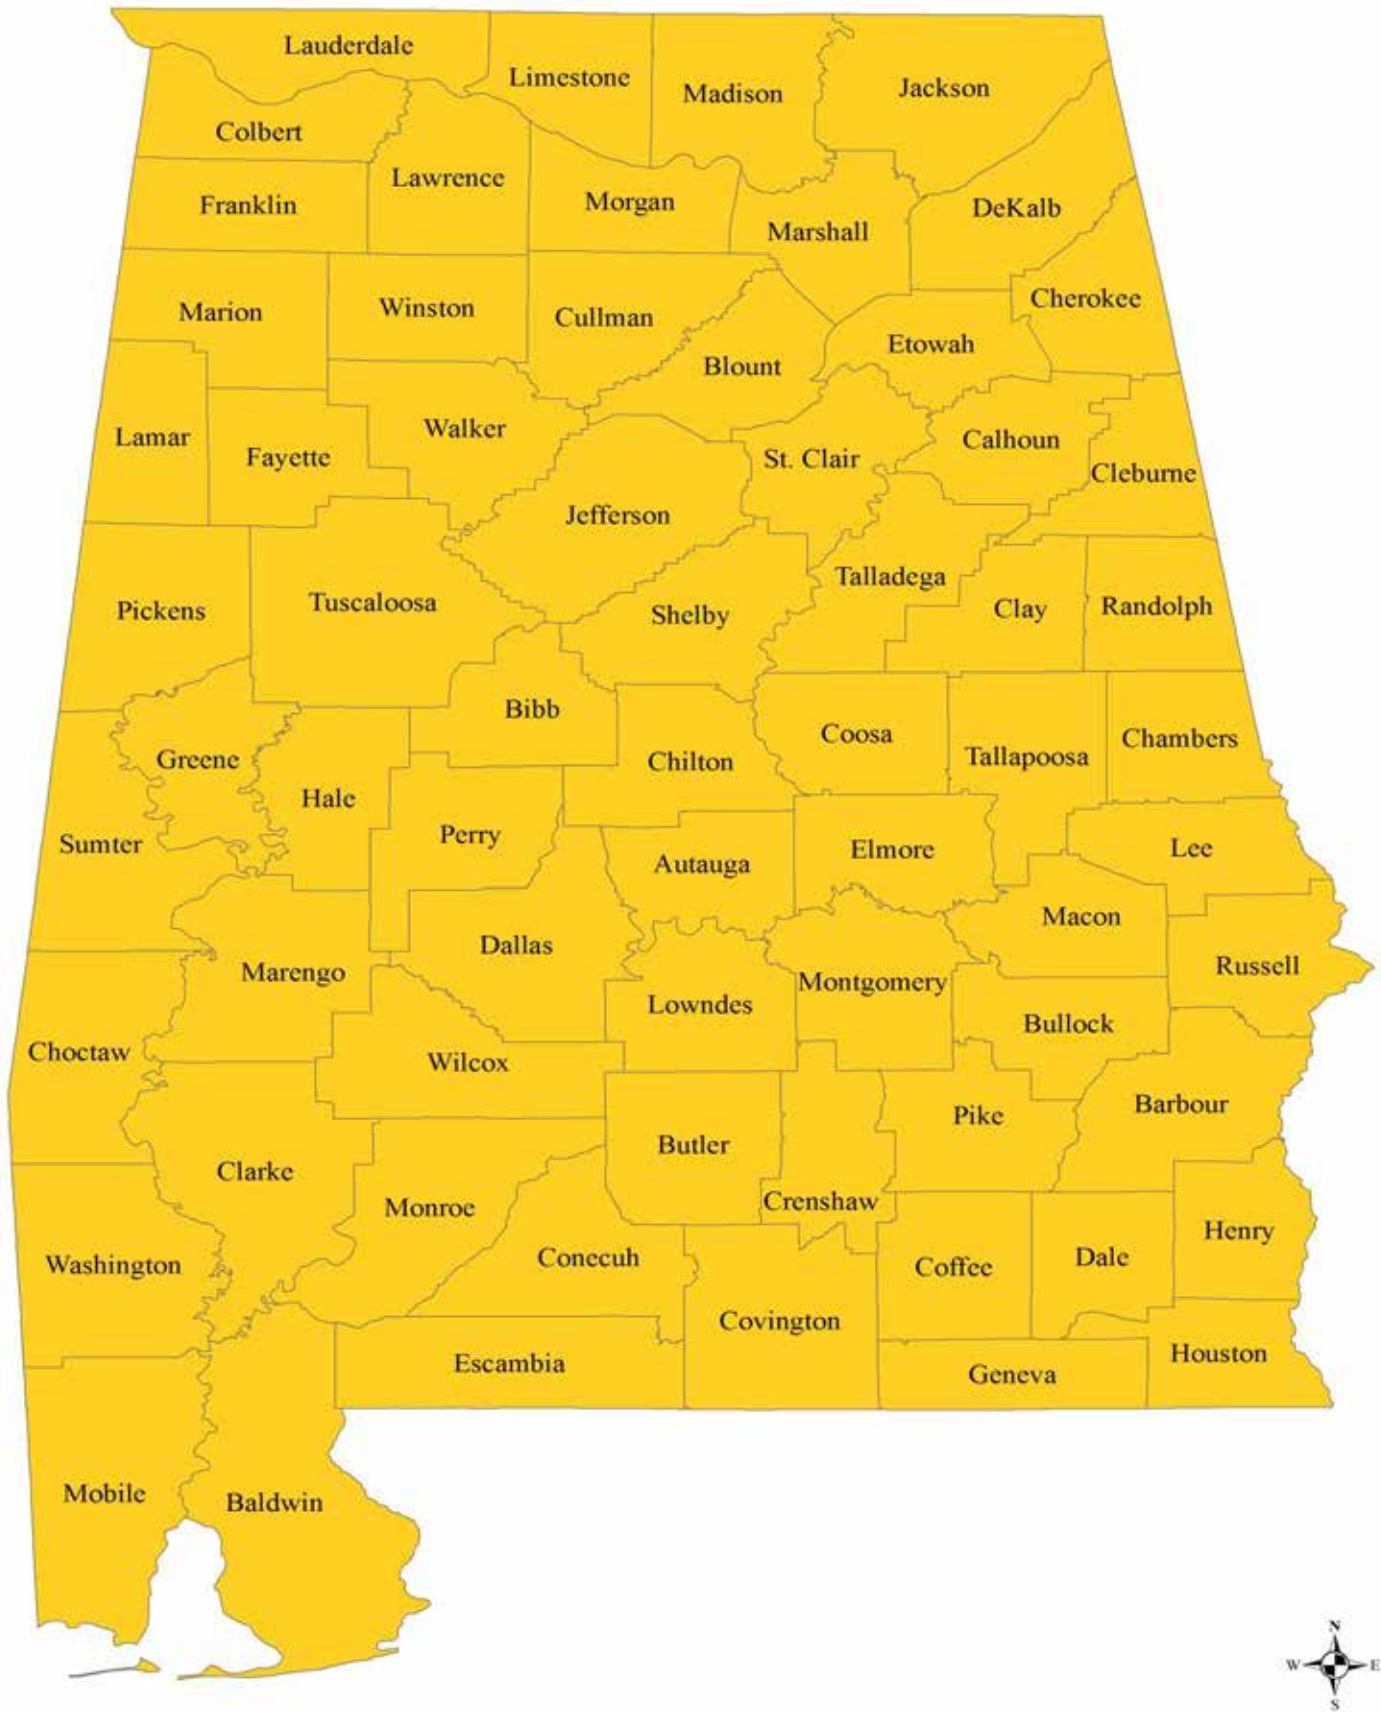 Lauderdale
Limestone
Madison
Jackson
Colbert
Lawrence
Franklin
Morgan
DeKalb
Marshall
Cherokee
Marion
Winston
Cullman
Etowah
Blount
Lamar
Walker
Calhoun
Fayette
St. Clair
Cleburne
Jefferson
Talladega
Tuscaloosa
Pickens
Shelby
Clay
Randolph
Bibb
Coosa
Chambers
Greene
Chilton
Tallapoosa
Hale
Perry
Sumter
Autauga
Elmore
Lee
Macon
Dallas
Marengo
Russell
Montgomery
Lowndes
Bullock
Choctaw
Wilcox
Barbour
Pike
Butler
Clarke
Crenshaw
Monroe
Henry
Conecuh
Dale
Washington
Coffee
Covington
Escambia
Houston
Geneva
Mobile
Baldwin
N
W E
S